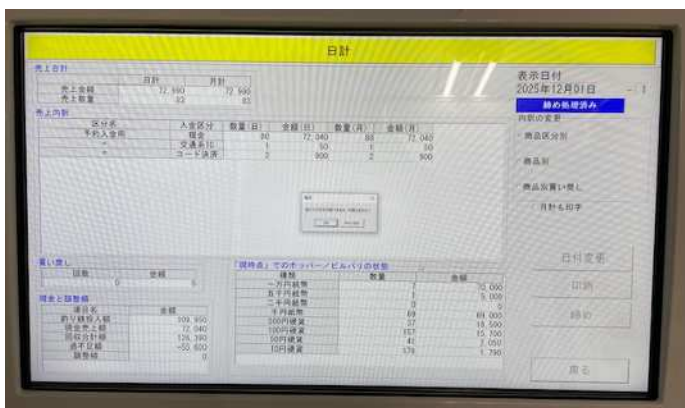 日計
売上合計
日計 月計
売上金額 72,990 72,990
売上数量 83 83
売上内訳
区分名 入金区分 数量(日) 金額(日) 数量(月) 金額(月)
予約入金用 現金 80 72,040 80 72,040
〃 交通系IC 1 50 1 50
〃 コード決済 2 900 2 900
表示日付
2025年12月01日
締め処理済み
内訳の変更
商品区分別
商品別
商品別買い戻し
月計も印字
買い戻し
回数 金額
0 0
現金と調整額
項目名 金額
釣り銭投入額 109,950
現金売上額 72,040
回収合計額 126,390
過不足額 -55,600
調整額 0
「現時点」でのホッパー/ビルバリの状態
種類 数量 金額
一万円紙幣 7 70,000
五千円紙幣 1 5,000
二千円紙幣 0 0
千円紙幣 69 69,000
500円硬貨 37 18,500
100円硬貨 157 15,700
50円硬貨 41 2,050
10円硬貨 179 1,790
日付変更
印刷
締め
戻る